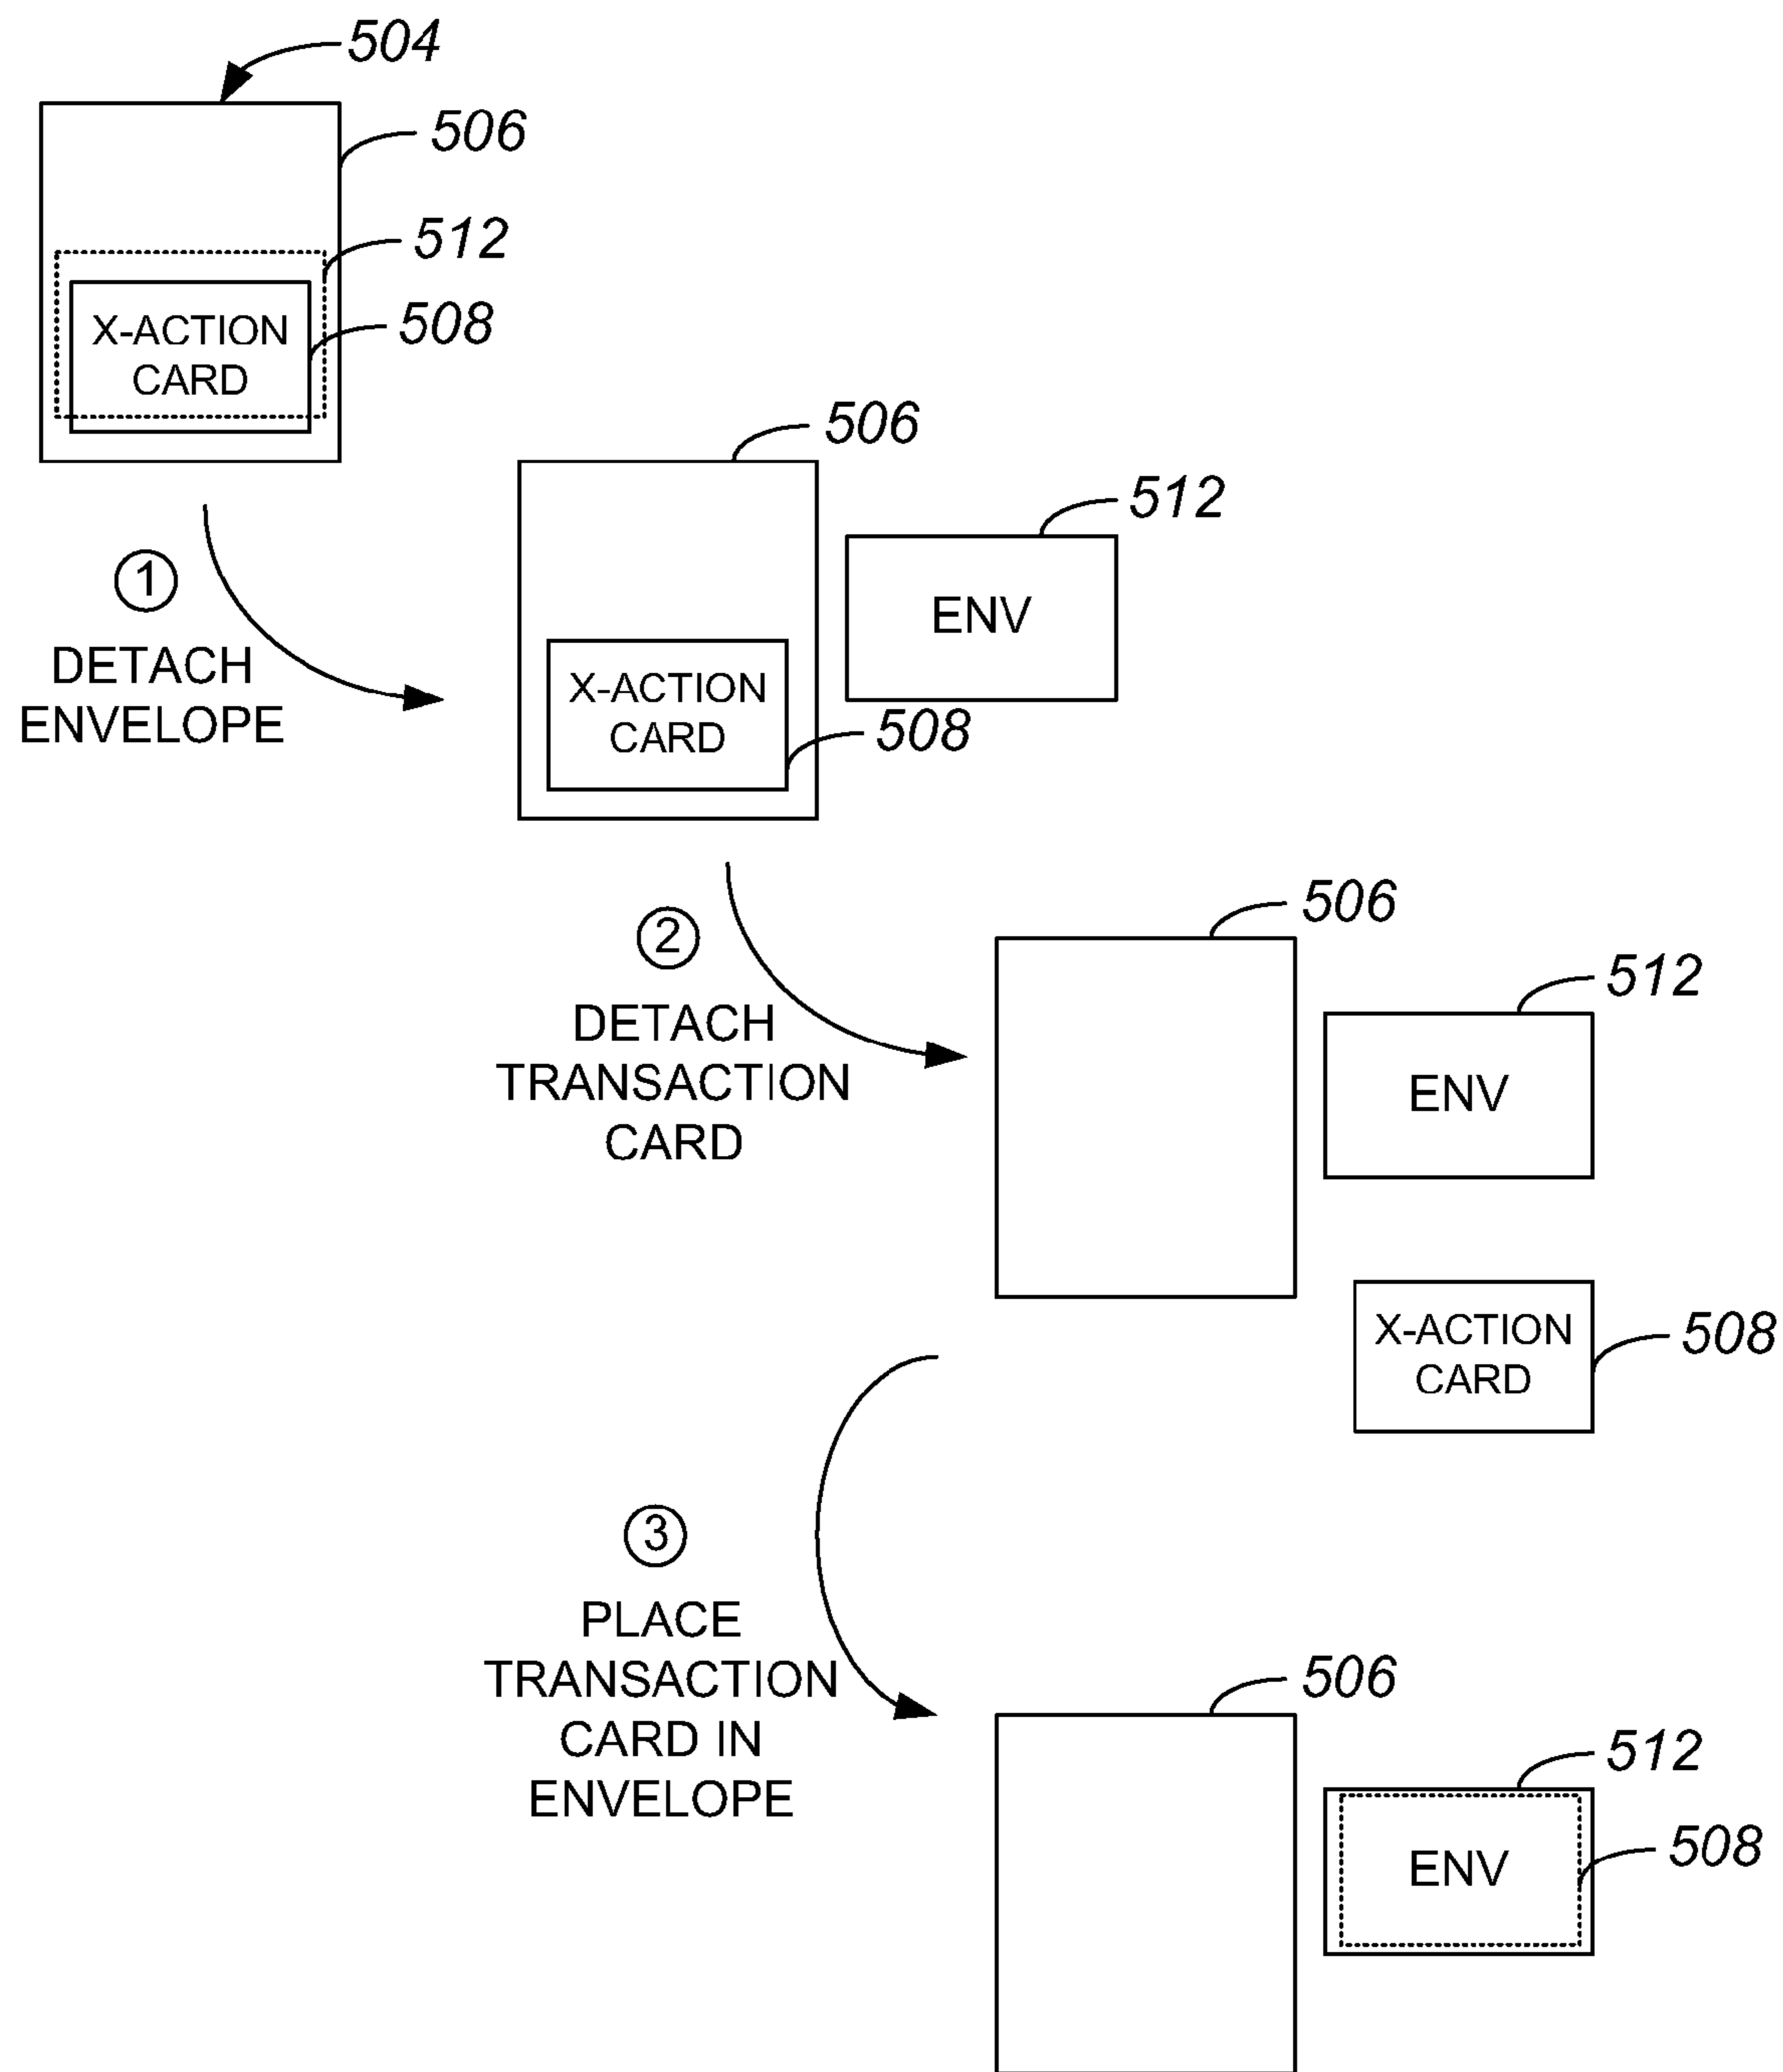 504
506
512
X-ACTION
CARD
508
506
512
ENV
X-ACTION
CARD
508
1
DETACH
ENVELOPE
506
512
ENV
2
DETACH
TRANSACTION
CARD
X-ACTION
CARD
508
3
PLACE
TRANSACTION
CARD IN
ENVELOPE
506
512
ENV
508